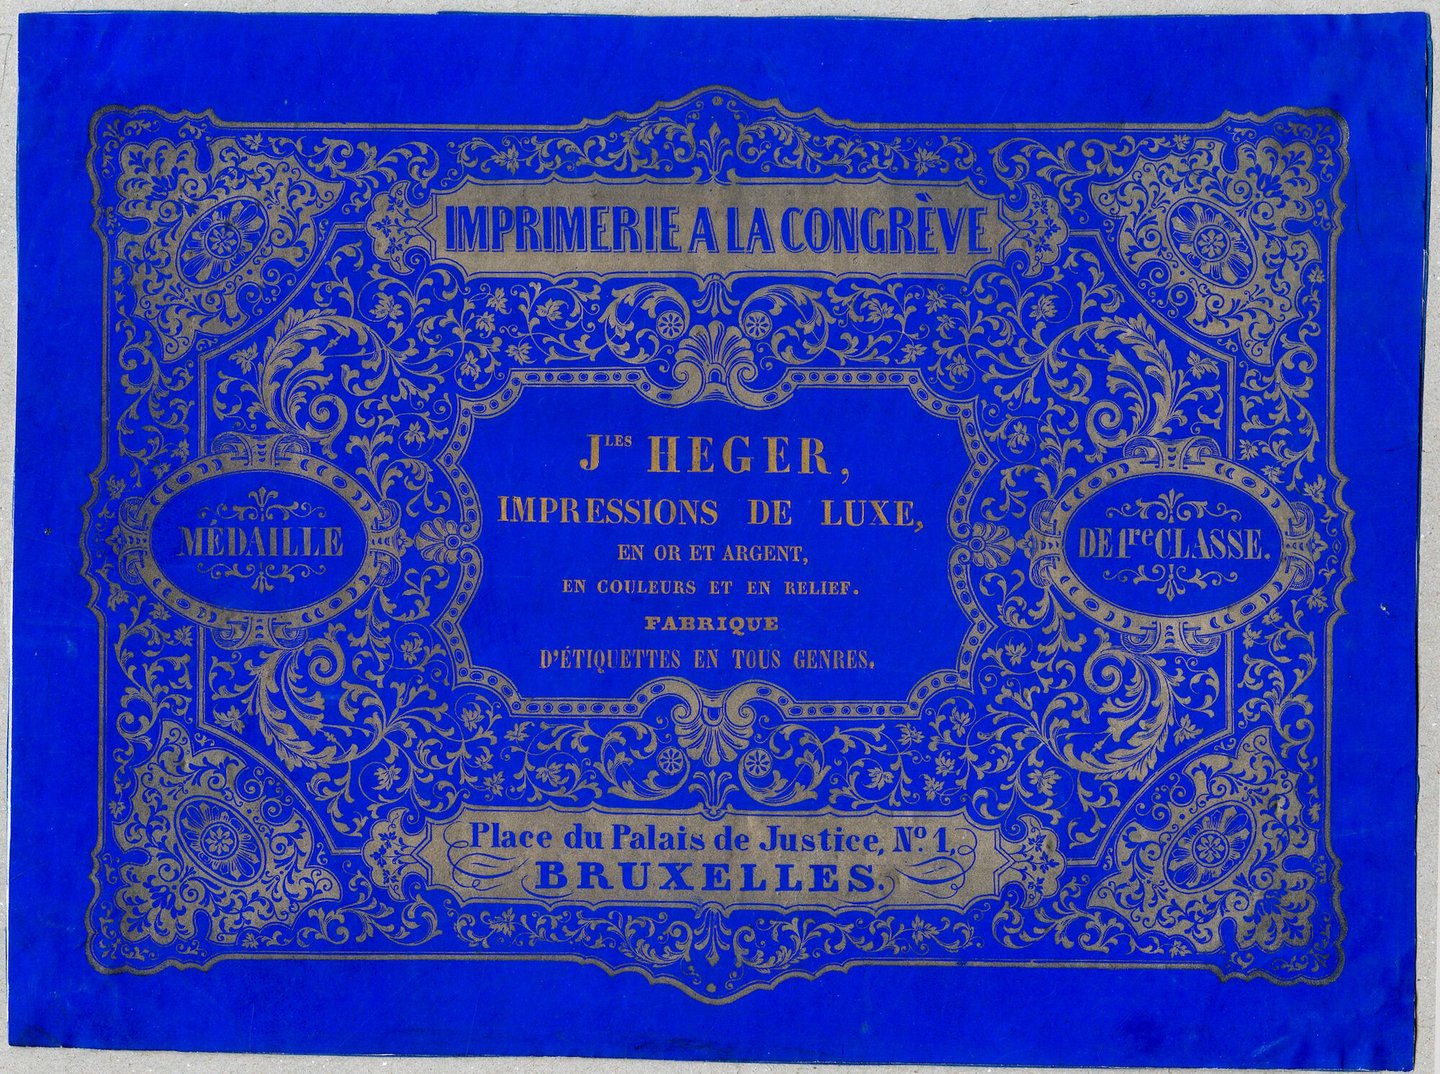 IMPRIMERIE A LA CONGRÈVE
Jles HEGER,
IMPRESSIONS DE LUXE,
EN OR ET ARGENT,
EN COULEURS ET EN RELIEF.
FABRIQUE
D'ÉTIQUETTES EN TOUS GENRES.
MÉDAILLE
DE 1re CLASSE.
Place du Palais de Justice, No. 1,
BRUXELLES.